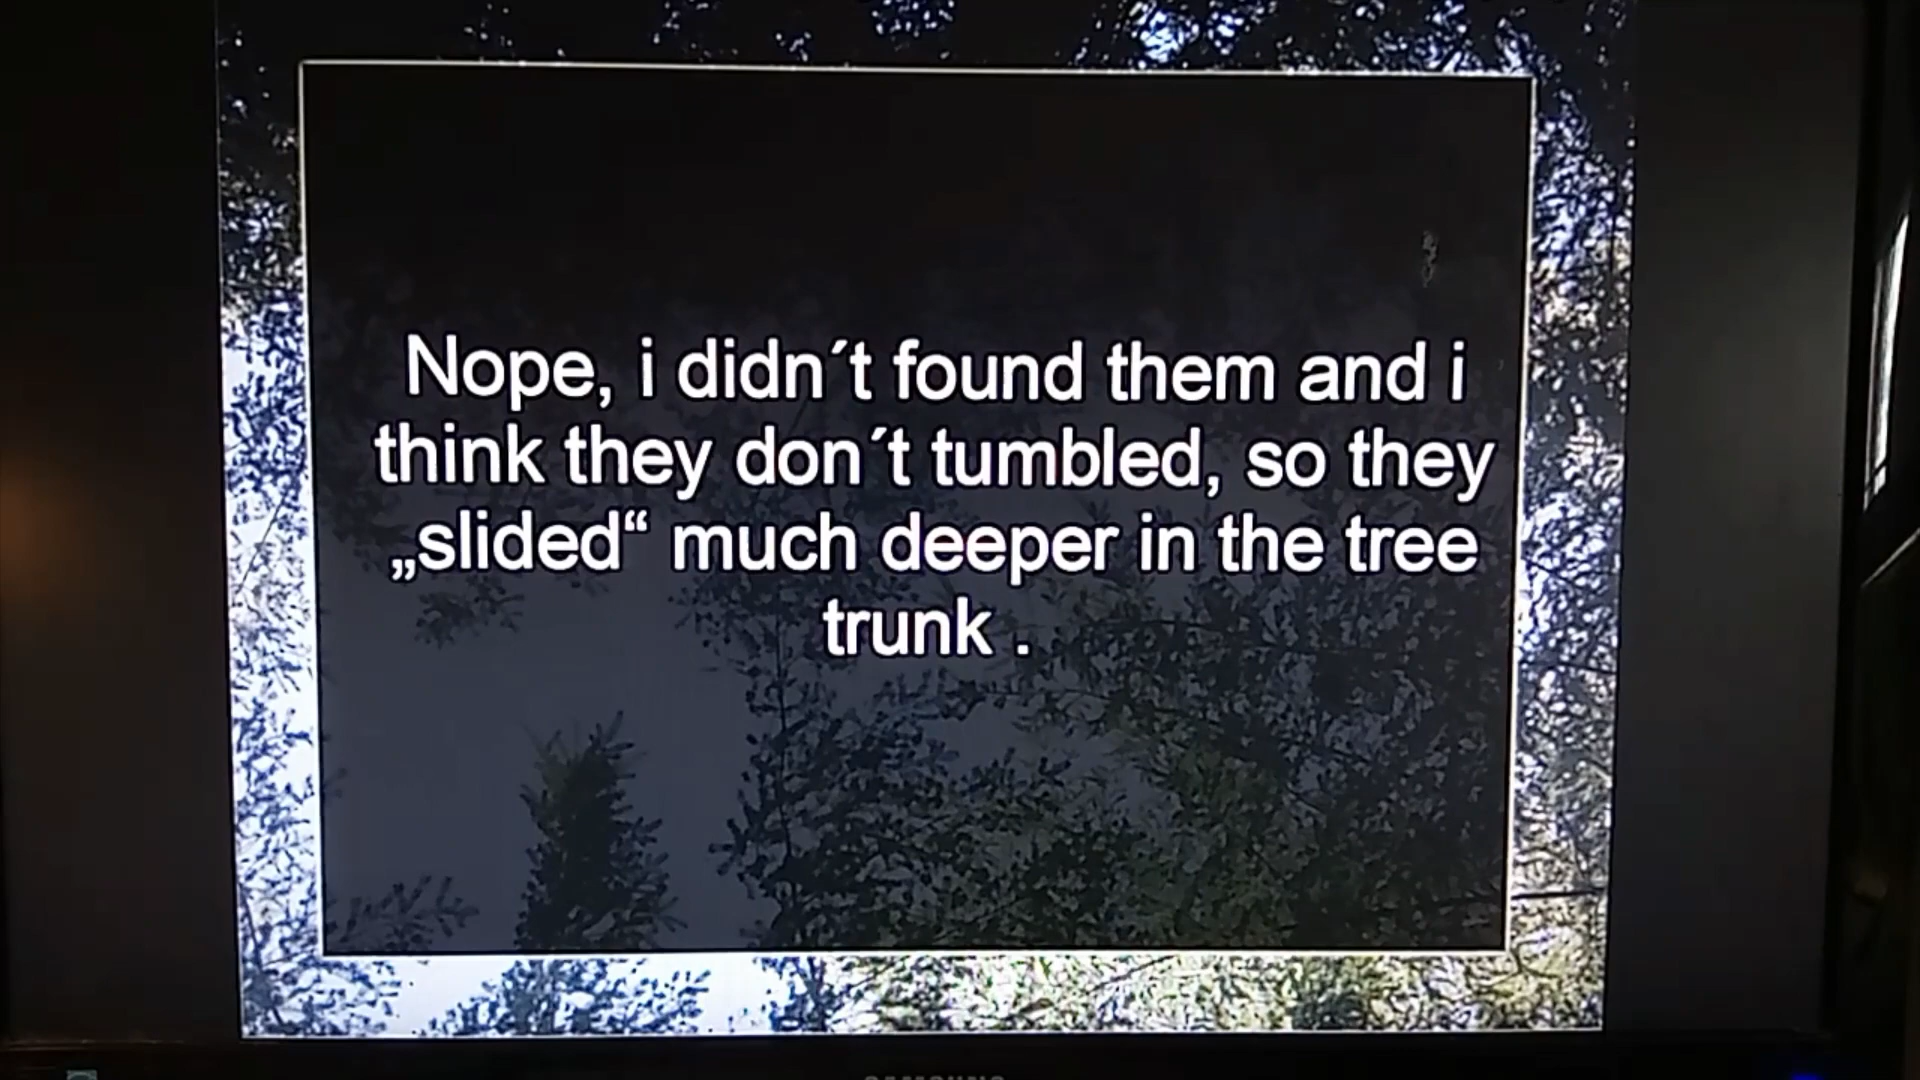 Nope, i didn´t found them and i
think they don´t tumbled, so they
„slided“ much deeper in the tree
trunk .